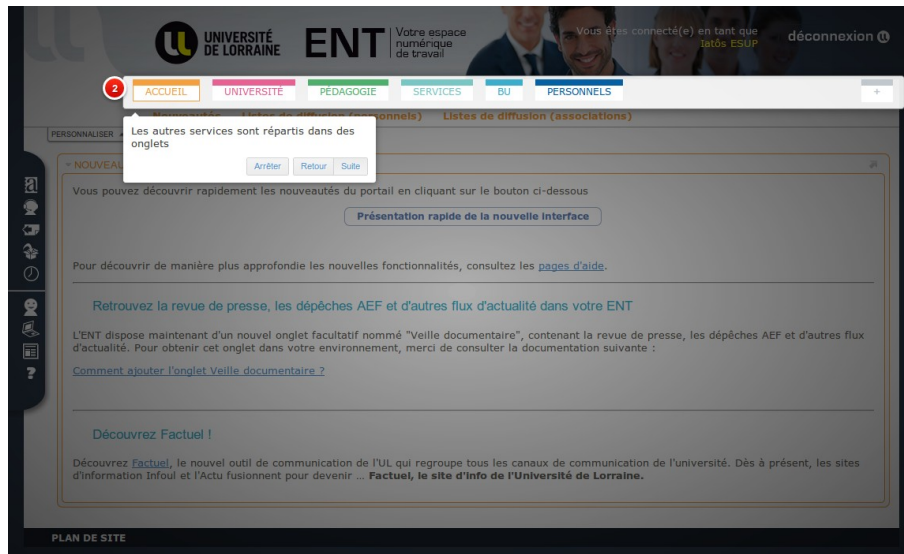 UNIVERSITÉ
DE LORRAINE
ENT
Votre espace
numérique
de travail
Vous êtes connecté(e) en tant que
Iatôs ESUP
déconnexion
2
ACCUEIL UNIVERSITÉ PÉDAGOGIE SERVICES BU PERSONNELS +
Nouveautés Listes de diffusion (personnels) Listes de diffusion (associations)
PERSONNALISER
Les autres services sont répartis dans des
onglets
Arrêter Retour Suite
NOUVEAU
Vous pouvez découvrir rapidement les nouveautés du portail en cliquant sur le bouton ci-dessous
Présentation rapide de la nouvelle interface
Pour découvrir de manière plus approfondie les nouvelles fonctionnalités, consultez les pages d'aide.
Retrouvez la revue de presse, les dépêches AEF et d'autres flux d'actualité dans votre ENT
L'ENT dispose maintenant d'un nouvel onglet facultatif nommé "Veille documentaire", contenant la revue de presse, les dépêches AEF et d'autres flux
d'actualité. Pour obtenir cet onglet dans votre environnement, merci de consulter la documentation suivante :
Comment ajouter l'onglet Veille documentaire ?
Découvrez Factuel !
Découvrez Factuel, le nouvel outil de communication de l'UL qui regroupe tous les canaux de communication de l'université. Dès à présent, les sites
d'information Infoul et l'Actu fusionnent pour devenir ... Factuel, le site d'info de l'Université de Lorraine.
PLAN DE SITE